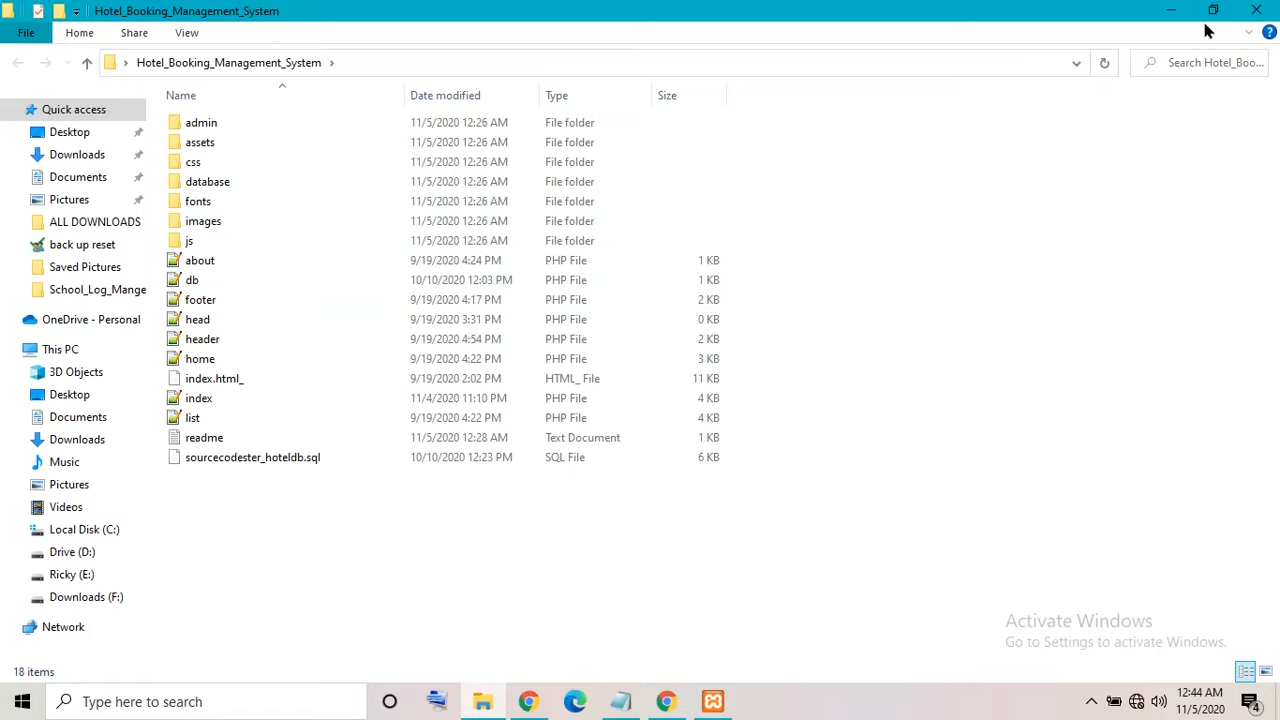 Hotel_Booking_Management_System
File Home Share View
Hotel_Booking_Management_System
Search Hotel_Boo...
Name Date modified Type Size
Quick access
Desktop
Downloads
Documents
Pictures
ALL DOWNLOADS
back up reset
Saved Pictures
School_Log_Mange
OneDrive - Personal
This PC
3D Objects
Desktop
Documents
Downloads
Music
Pictures
Videos
Local Disk (C:)
Drive (D:)
Ricky (E:)
Downloads (F:)
Network
admin 11/5/2020 12:26 AM File folder
assets 11/5/2020 12:26 AM File folder
css 11/5/2020 12:26 AM File folder
database 11/5/2020 12:26 AM File folder
fonts 11/5/2020 12:26 AM File folder
images 11/5/2020 12:26 AM File folder
js 11/5/2020 12:26 AM File folder
about 9/19/2020 4:24 PM PHP File 1 KB
db 10/10/2020 12:03 PM PHP File 1 KB
footer 9/19/2020 4:17 PM PHP File 2 KB
head 9/19/2020 3:31 PM PHP File 0 KB
header 9/19/2020 4:54 PM PHP File 2 KB
home 9/19/2020 4:22 PM PHP File 3 KB
index.html_ 9/19/2020 2:02 PM HTML_ File 11 KB
index 11/4/2020 11:10 PM PHP File 4 KB
list 9/19/2020 4:22 PM PHP File 4 KB
readme 11/5/2020 12:28 AM Text Document 1 KB
sourcecodester_hoteldb.sql 10/10/2020 12:23 PM SQL File 6 KB
Activate Windows
Go to Settings to activate Windows.
18 items
Type here to search
12:44 AM
11/5/2020
4